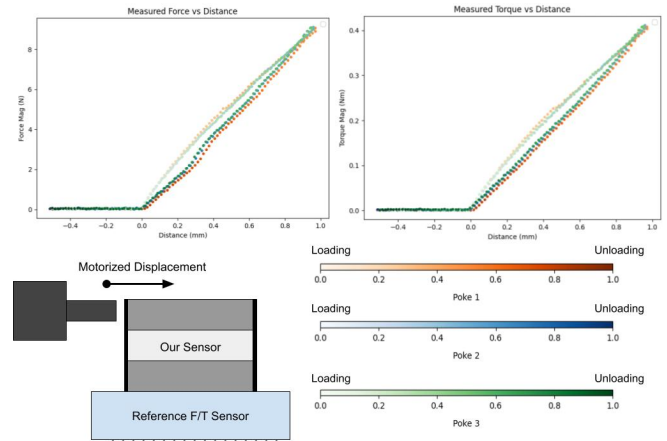 Measured Force vs Distance
Force Mag (N)
8
6
4
2
0
−0.4 −0.2 0.0 0.2 0.4 0.6 0.8 1.0
Distance (mm)
Measured Torque vs Distance
Torque Mag (Nm)
0.4
0.3
0.2
0.1
0.0
−0.4 −0.2 0.0 0.2 0.4 0.6 0.8 1.0
Distance (mm)
Motorized Displacement
Our Sensor
Reference F/T Sensor
Loading Unloading
0.0 0.2 0.4 0.6 0.8 1.0
Poke 1
Loading Unloading
0.0 0.2 0.4 0.6 0.8 1.0
Poke 2
Loading Unloading
0.0 0.2 0.4 0.6 0.8 1.0
Poke 3